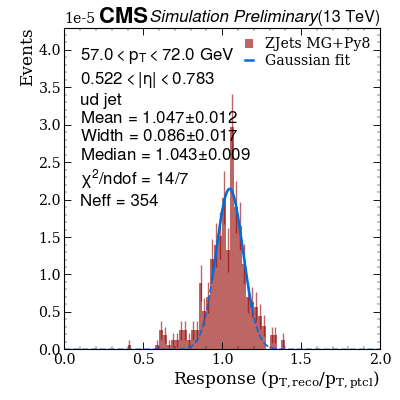 1e-5 CMS Simulation Preliminary (13 TeV)
57.0 < pT < 72.0 GeV
0.522 < |η| < 0.783
ud jet
Mean = 1.047±0.012
Width = 0.086±0.017
Median = 1.043±0.009
χ²/ndof = 14/7
Neff = 354
ZJets MG+Py8
Gaussian fit
Events
4.0
3.5
3.0
2.5
2.0
1.5
1.0
0.5
0.0
0.0 0.5 1.0 1.5 2.0
Response (pT,reco/pT,ptcl)